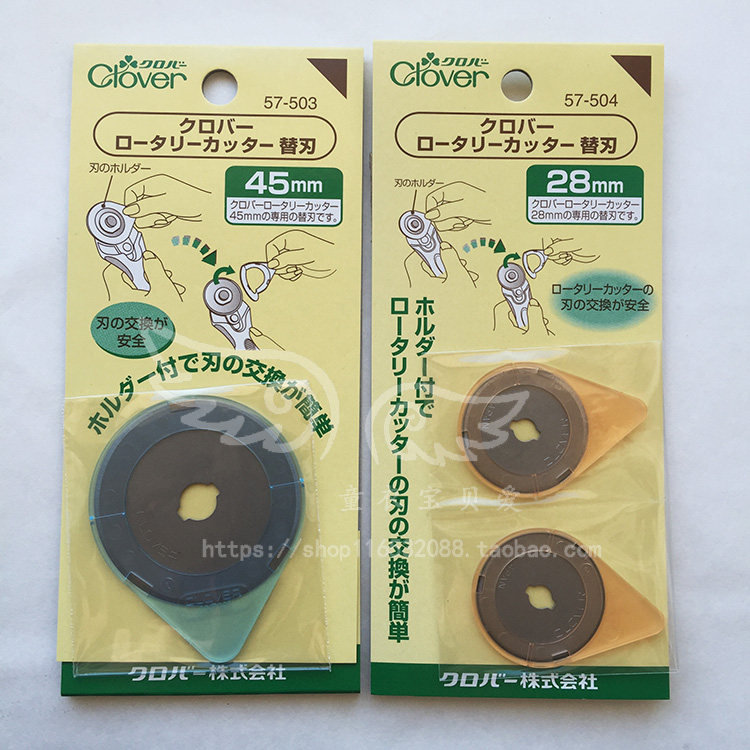 クロバー
Clover
57-503
クロバー
ロータリーカッター 替刃
刃のホルダー
45mm
クロバーロータリーカッター
45mmの専用の替刃です。
刃の交換が
安全
ホルダー付で刃の交換が簡単
CLOVER
CLOVER
クロバー株式会社
クロバー
Clover
57-504
クロバー
ロータリーカッター 替刃
刃のホルダー
28mm
クロバーロータリーカッター
28mmの専用の替刃です。
ロータリーカッターの
刃の交換が安全
ホルダー付で
ロータリーカッターの刃の交換が簡単
クロバー株式会社